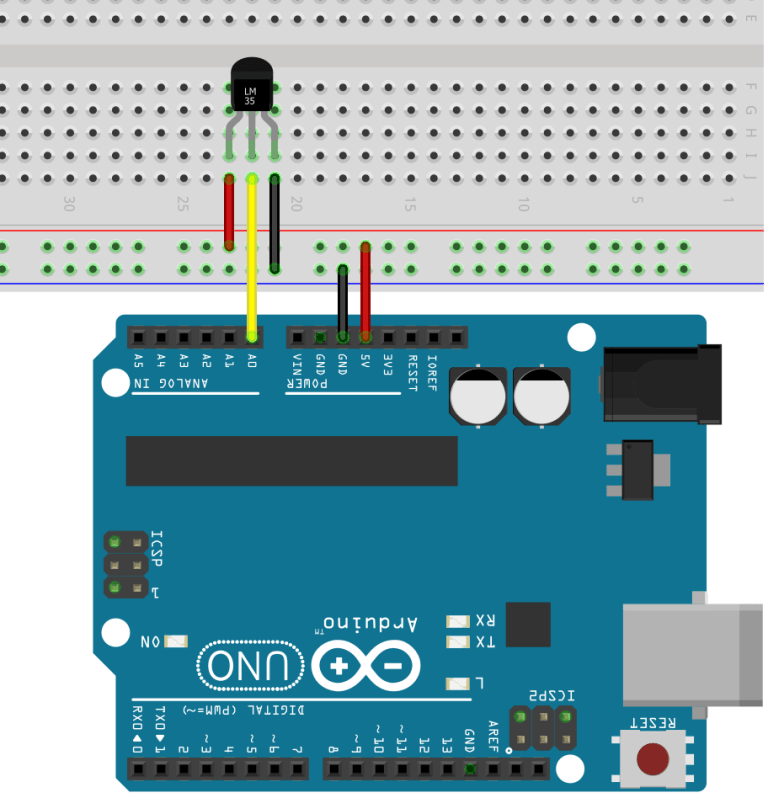 E
LM
35
F
G
H
I
J
30
25
20
15
10
5
1
A5
A4
A3
A2
A1
A0
VIN
GND
GND
5V
3V3
RESET
IOREF
ANALOG IN
POWER
ICSP
1
Arduino
TM
RX
TX
ON
UNO
L
ICSP2
DIGITAL (PWM=~)
RESET
RX0◄0
TX0►1
2
~3
4
~5
~6
7
8
~9
~10
~11
12
13
GND
AREF